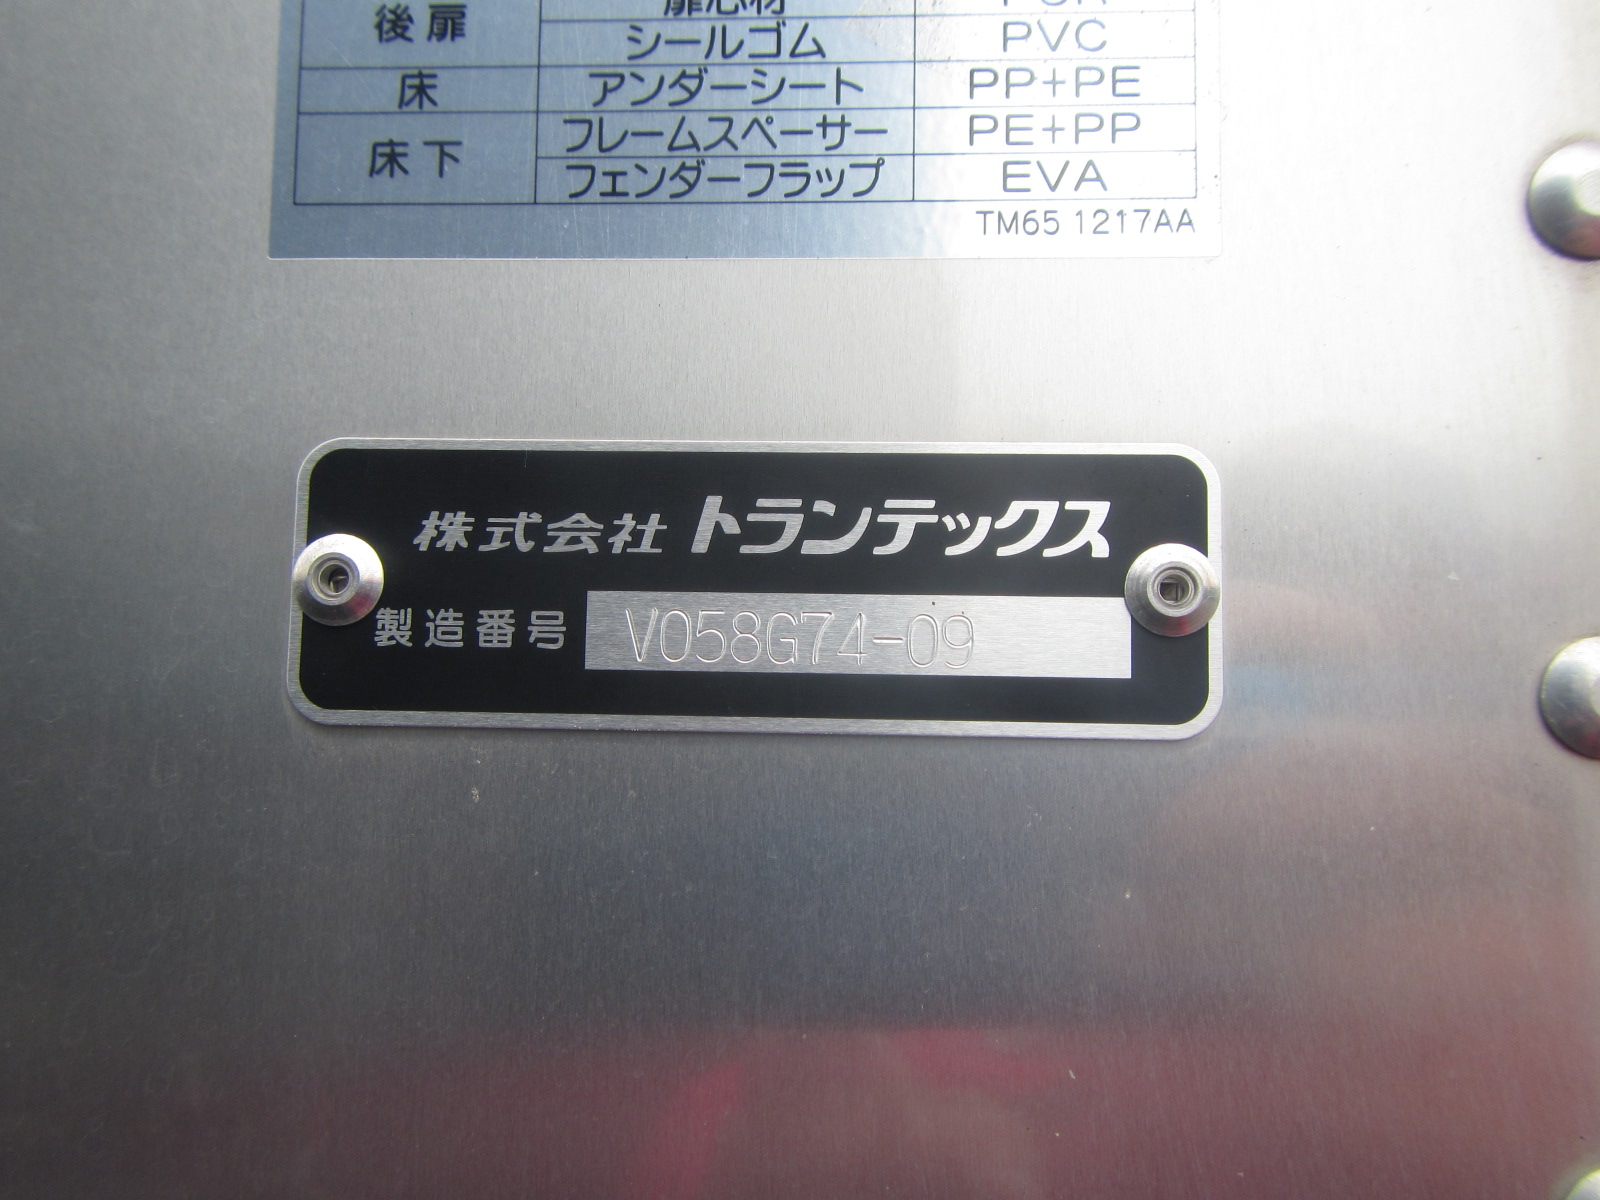 後扉 シールゴム PVC
床 アンダーシート PP+PE
床下 フレームスペーサー PE+PP
フェンダーフラップ EVA
TM65 1217AA
株式会社 トランテックス
製造番号 V058G74-09